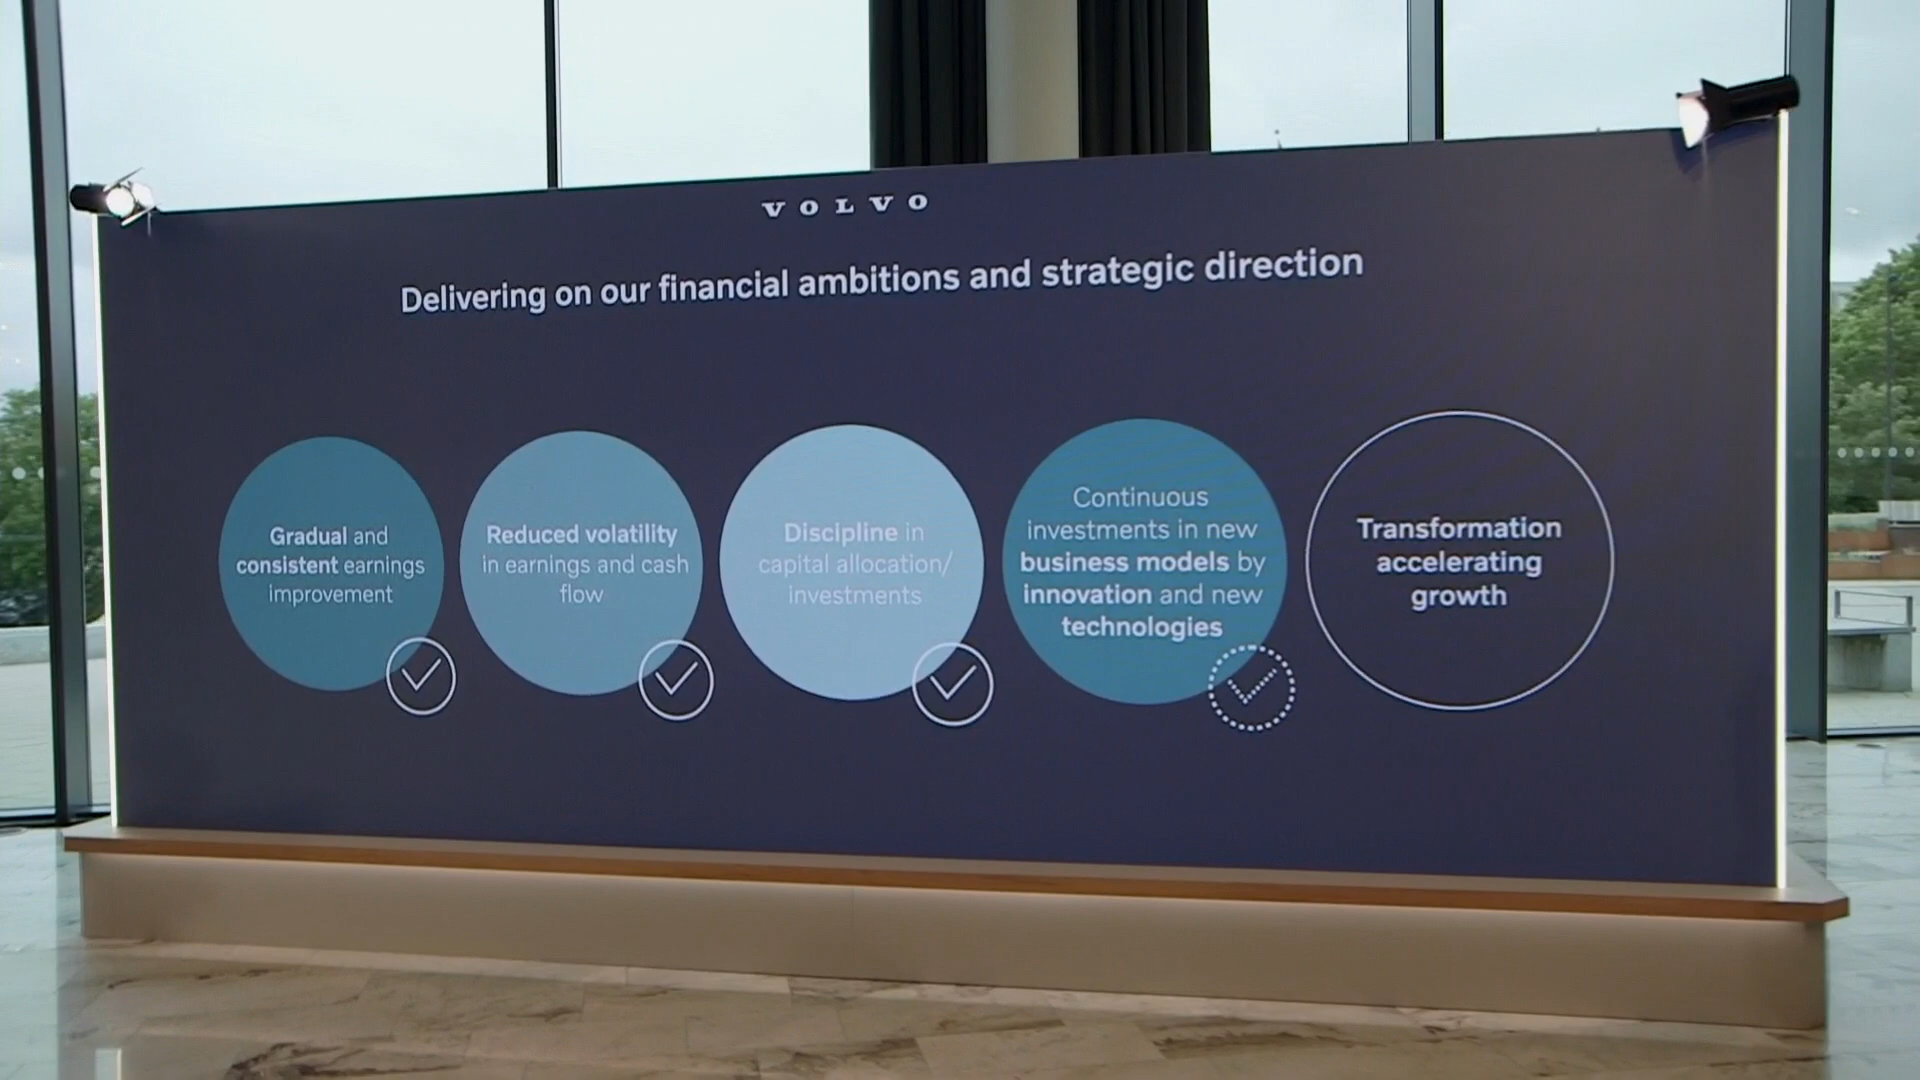 VOLVO
Delivering on our financial ambitions and strategic direction
Gradual and
consistent earnings
improvement
Reduced volatility
in earnings and cash
flow
Discipline in
capital allocation/
investments
Continuous
investments in new
business models by
innovation and new
technologies
Transformation
accelerating
growth